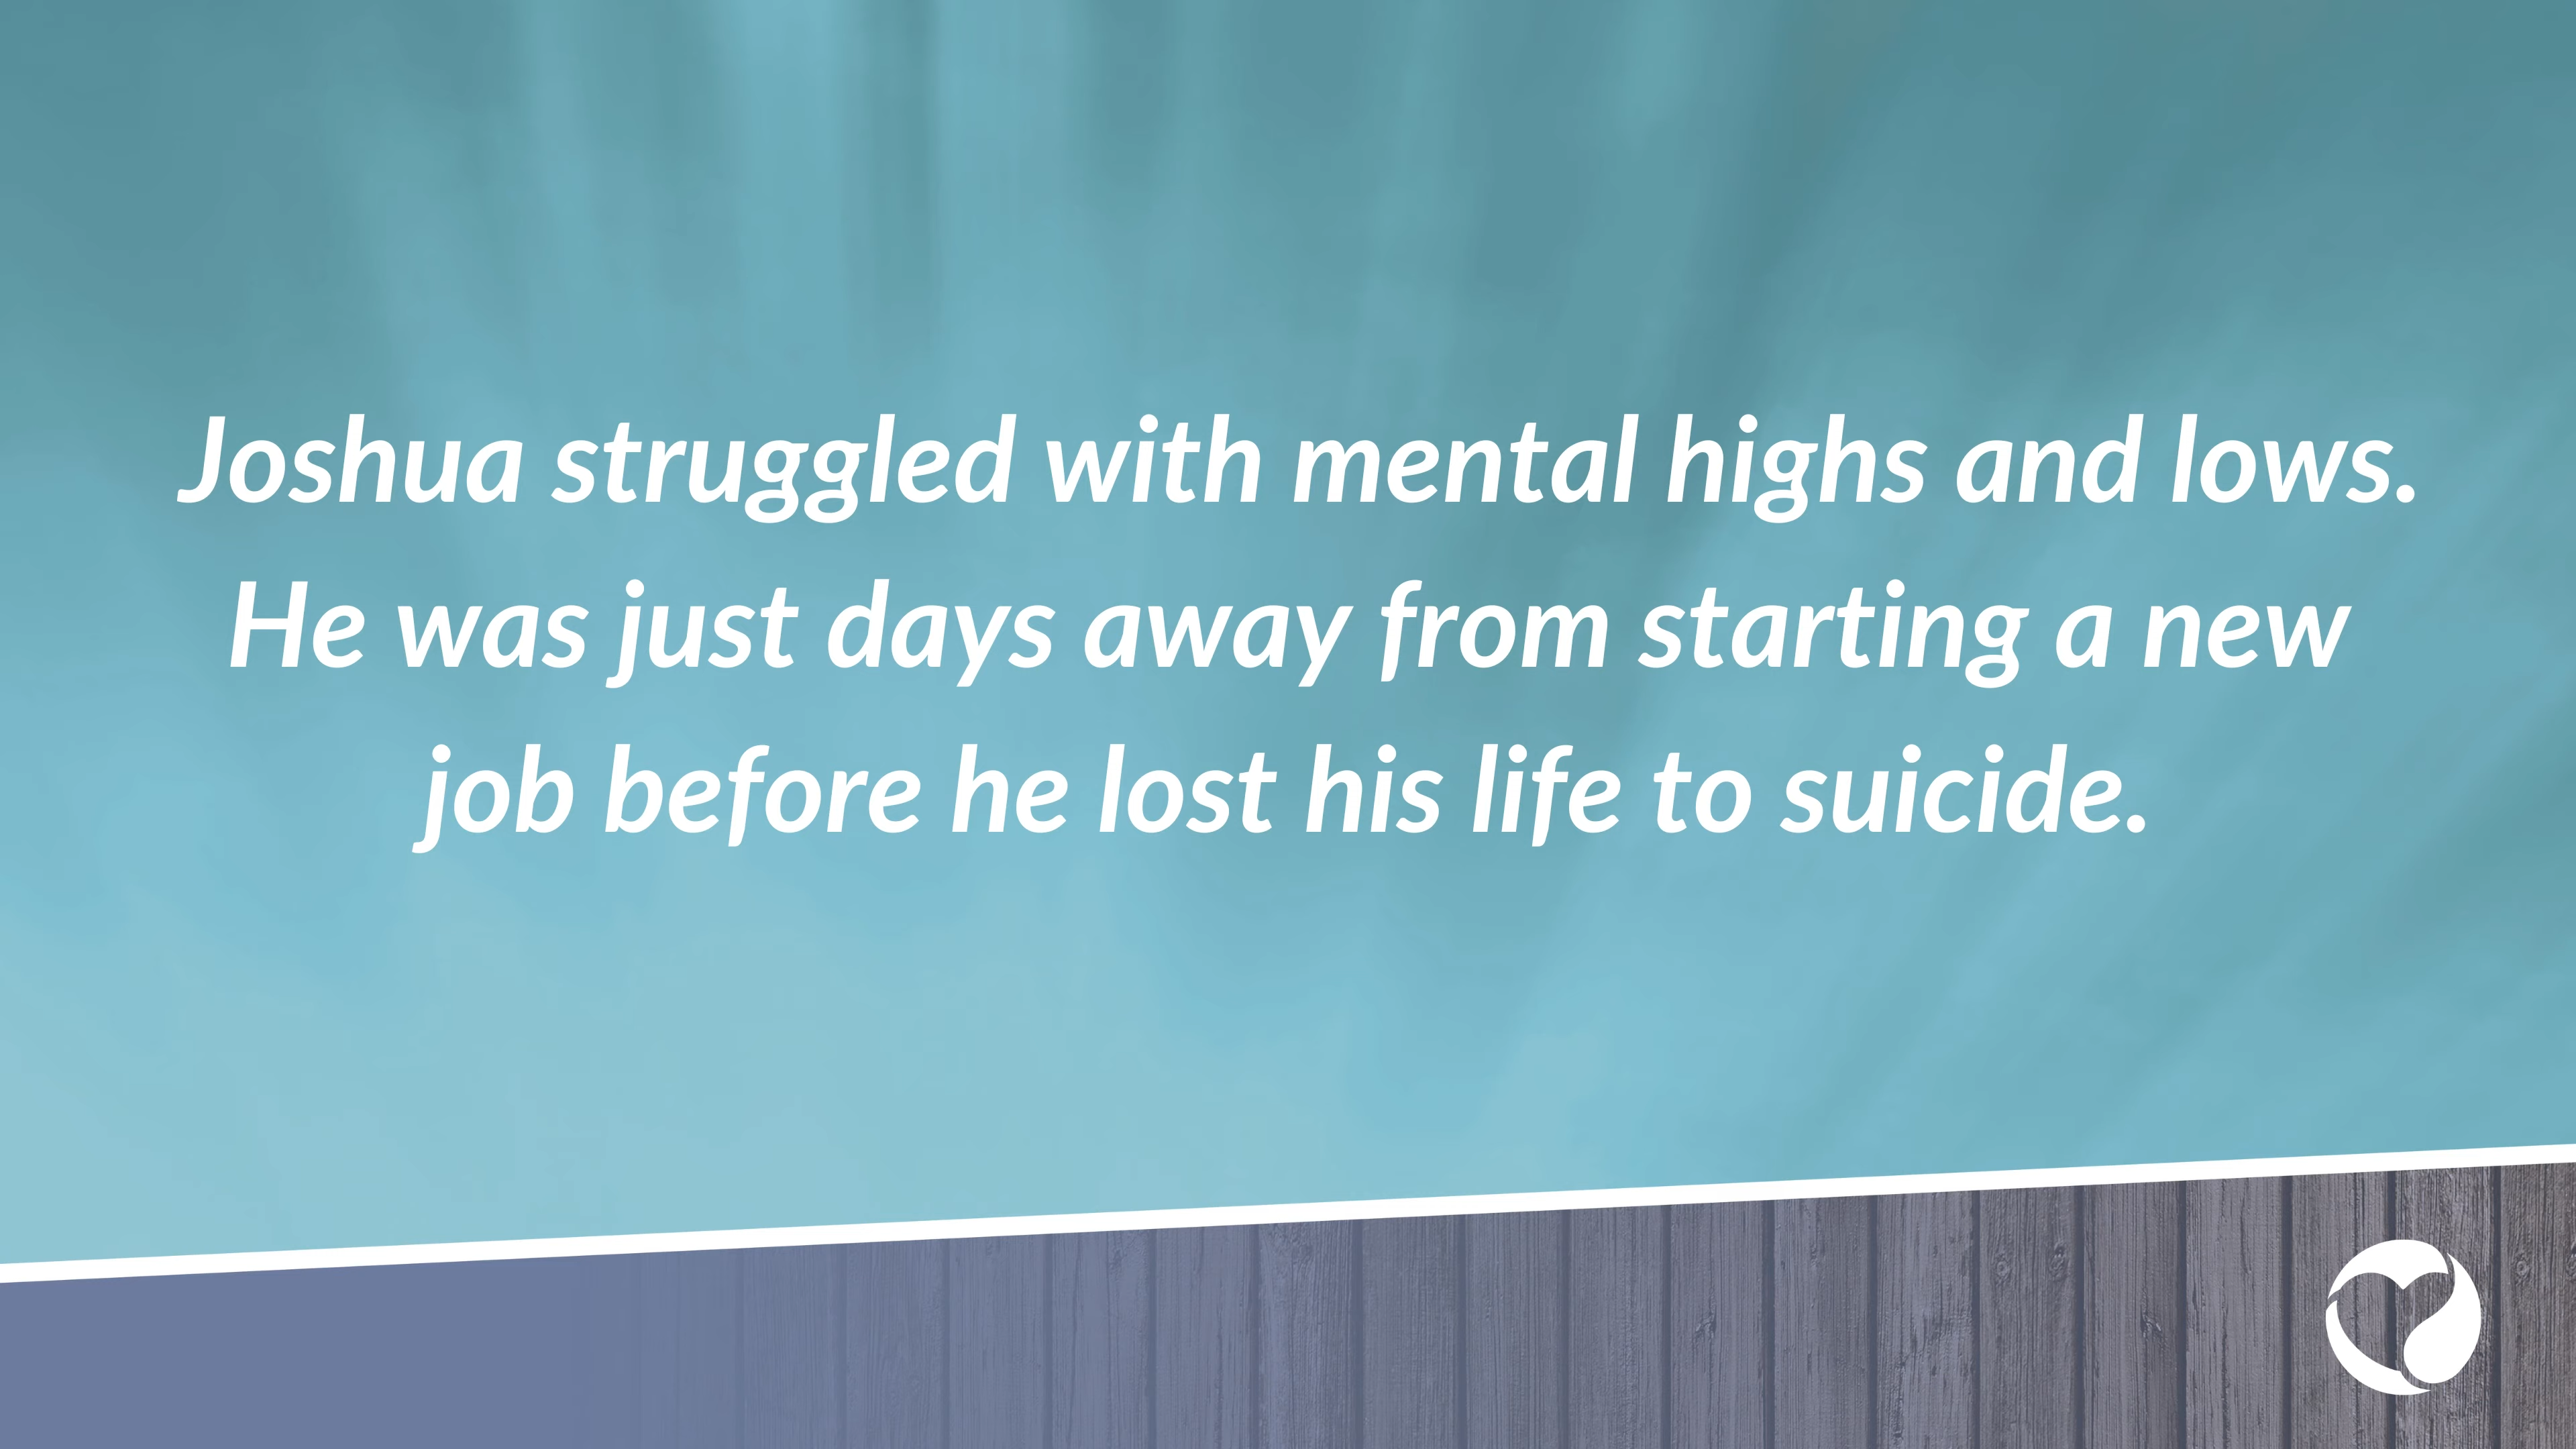 Joshua struggled with mental highs and lows.
He was just days away from starting a new
job before he lost his life to suicide.